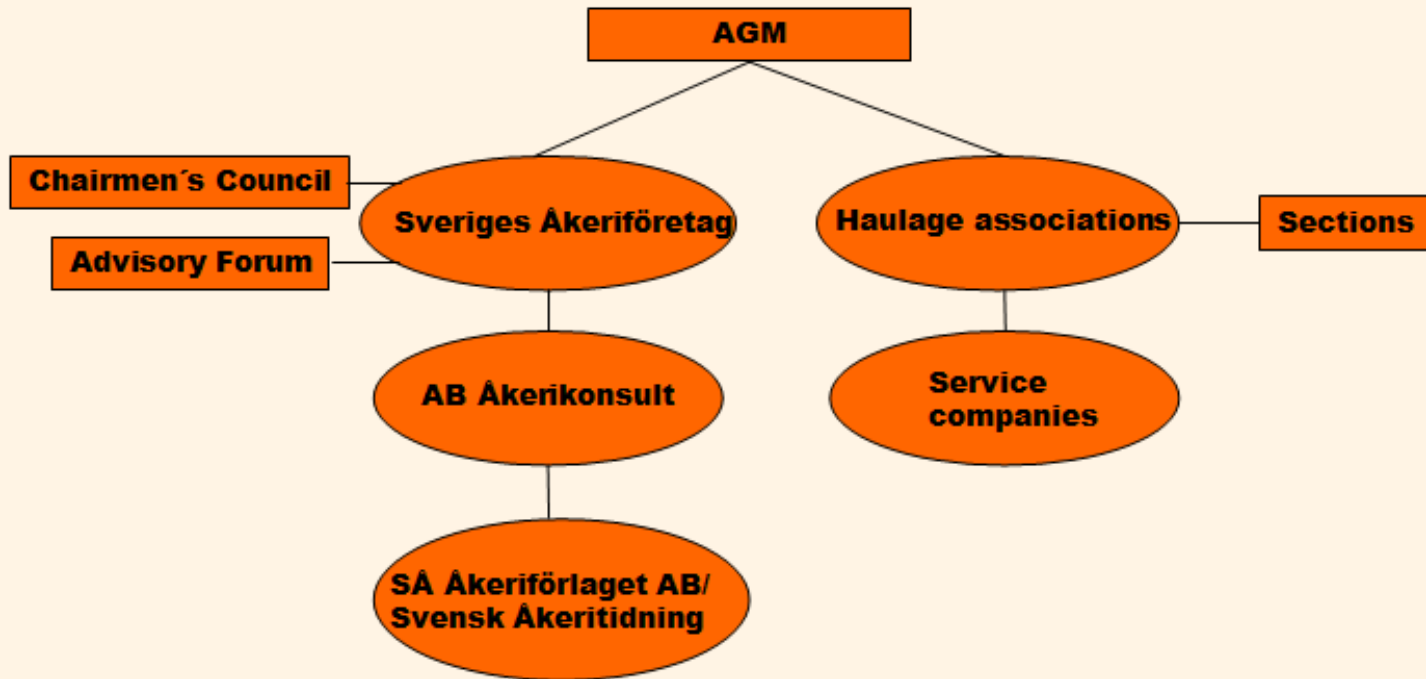 AGM
Chairmen´s Council
Sveriges Åkeriföretag
Haulage associations
Sections
Advisory Forum
AB Åkerikonsult
Service
companies
SÅ Åkeriförlaget AB/
Svensk Åkeritidning